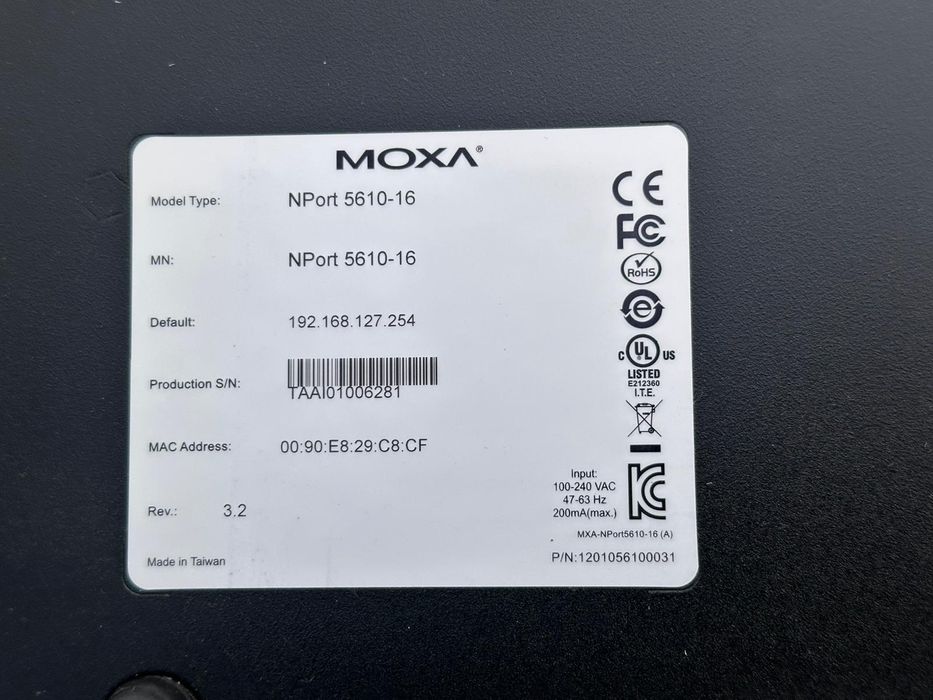 MOXA®
Model Type: NPort 5610-16
MN: NPort 5610-16
Default: 192.168.127.254
Production S/N: TAAI01006281
MAC Address: 00:90:E8:29:C8:CF
Rev.: 3.2
Made in Taiwan
CE
FC
RoHS
e
C UL US
LISTED
E212360
I.T.E.
KC
Input:
100-240 VAC
47-63 Hz
200mA(max.)
MXA-NPort5610-16 (A)
P/N:1201056100031